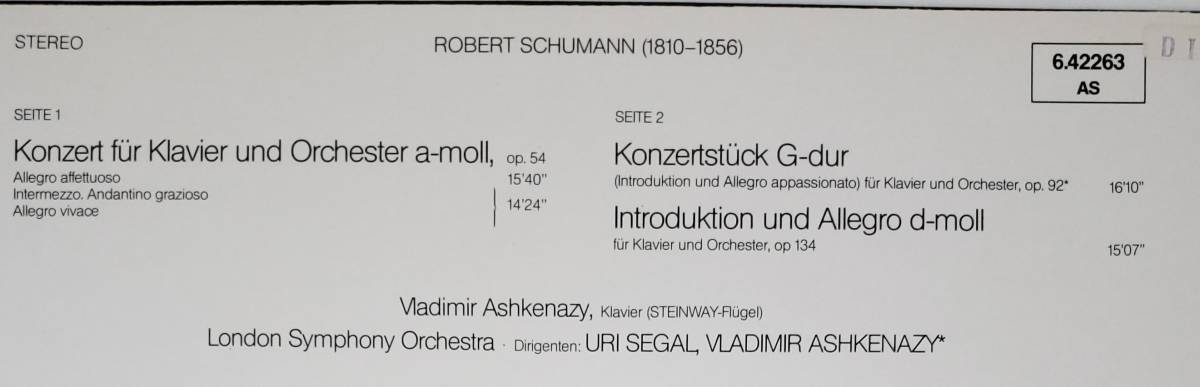 STEREO
ROBERT SCHUMANN (1810–1856)
6.42263
AS
SEITE 1
Konzert für Klavier und Orchester a-moll, op. 54
Allegro affettuoso 15'40"
Intermezzo. Andantino grazioso
14'24"
Allegro vivace
SEITE 2
Konzertstück G-dur
(Introduktion und Allegro appassionato) für Klavier und Orchester, op. 92* 16'10"
Introduktion und Allegro d-moll
für Klavier und Orchester, op 134 15'07"
Vladimir Ashkenazy, Klavier (STEINWAY-Flügel)
London Symphony Orchestra · Dirigenten: URI SEGAL, VLADIMIR ASHKENAZY*